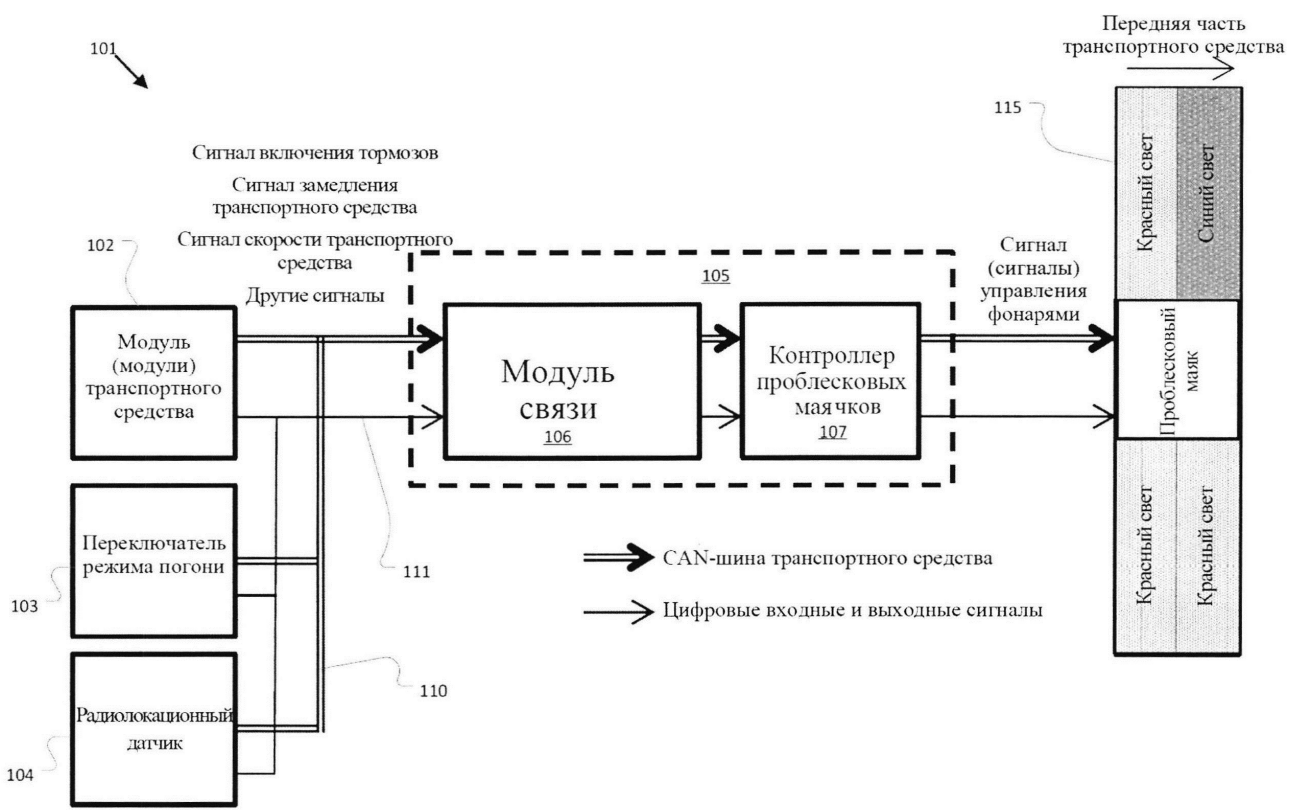 Передняя часть
транспортного средства
101
115
Сигнал включения тормозов
Сигнал замедления
транспортного средства
Сигнал скорости транспортного
средства
Другие сигналы
102
Модуль
(модули)
транспортного
средства
105
Модуль
связи
106
Контроллер
проблесковых
маячков
107
Сигнал
(сигналы)
управления
фонарями
Красный свет
Синий свет
Проблесковый
маяк
Красный свет
Красный свет
Переключатель
режима погони
103
111
CAN-шина транспортного средства
Цифровые входные и выходные сигналы
110
Радиолокационный
датчик
104